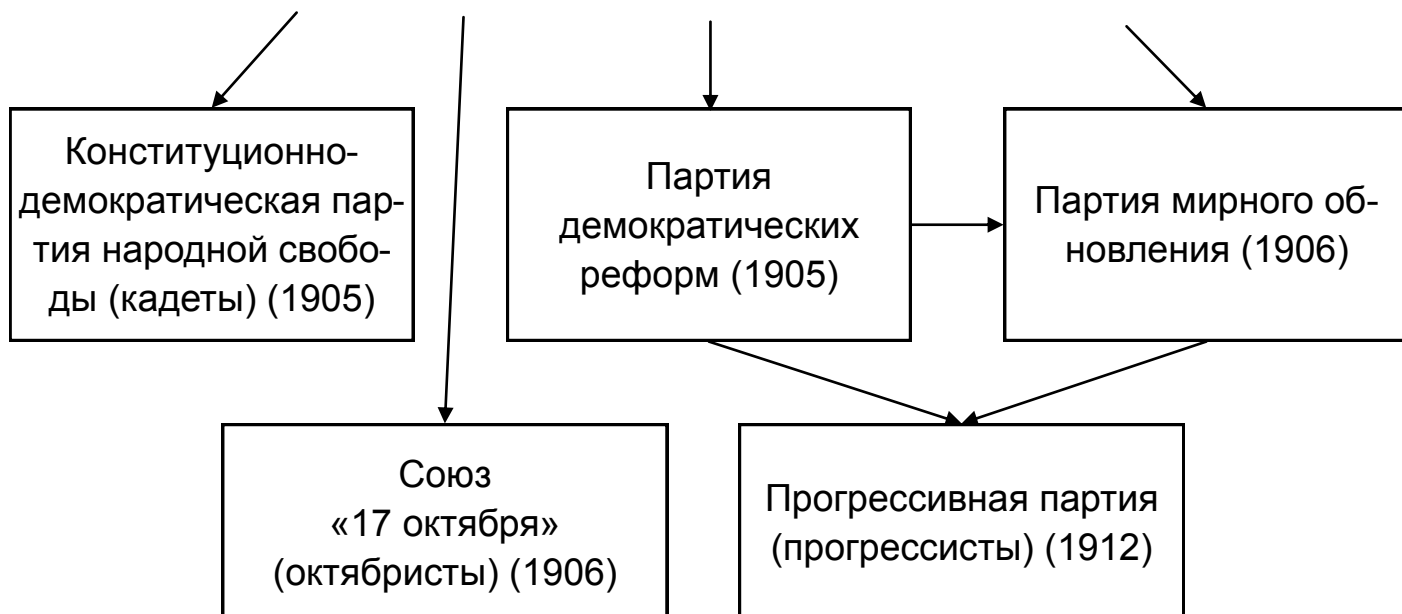 Конституционно-
демократическая пар-
тия народной свобо-
ды (кадеты) (1905)
Партия
демократических
реформ (1905)
Партия мирного об-
новления (1906)
Союз
«17 октября»
(октябристы) (1906)
Прогрессивная партия
(прогрессисты) (1912)